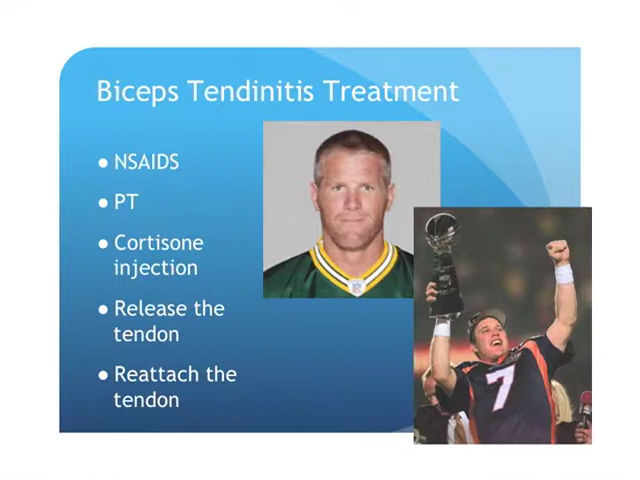 Biceps Tendinitis Treatment
● NSAIDS
● PT
● Cortisone
injection
● Release the
tendon
● Reattach the
tendon
7